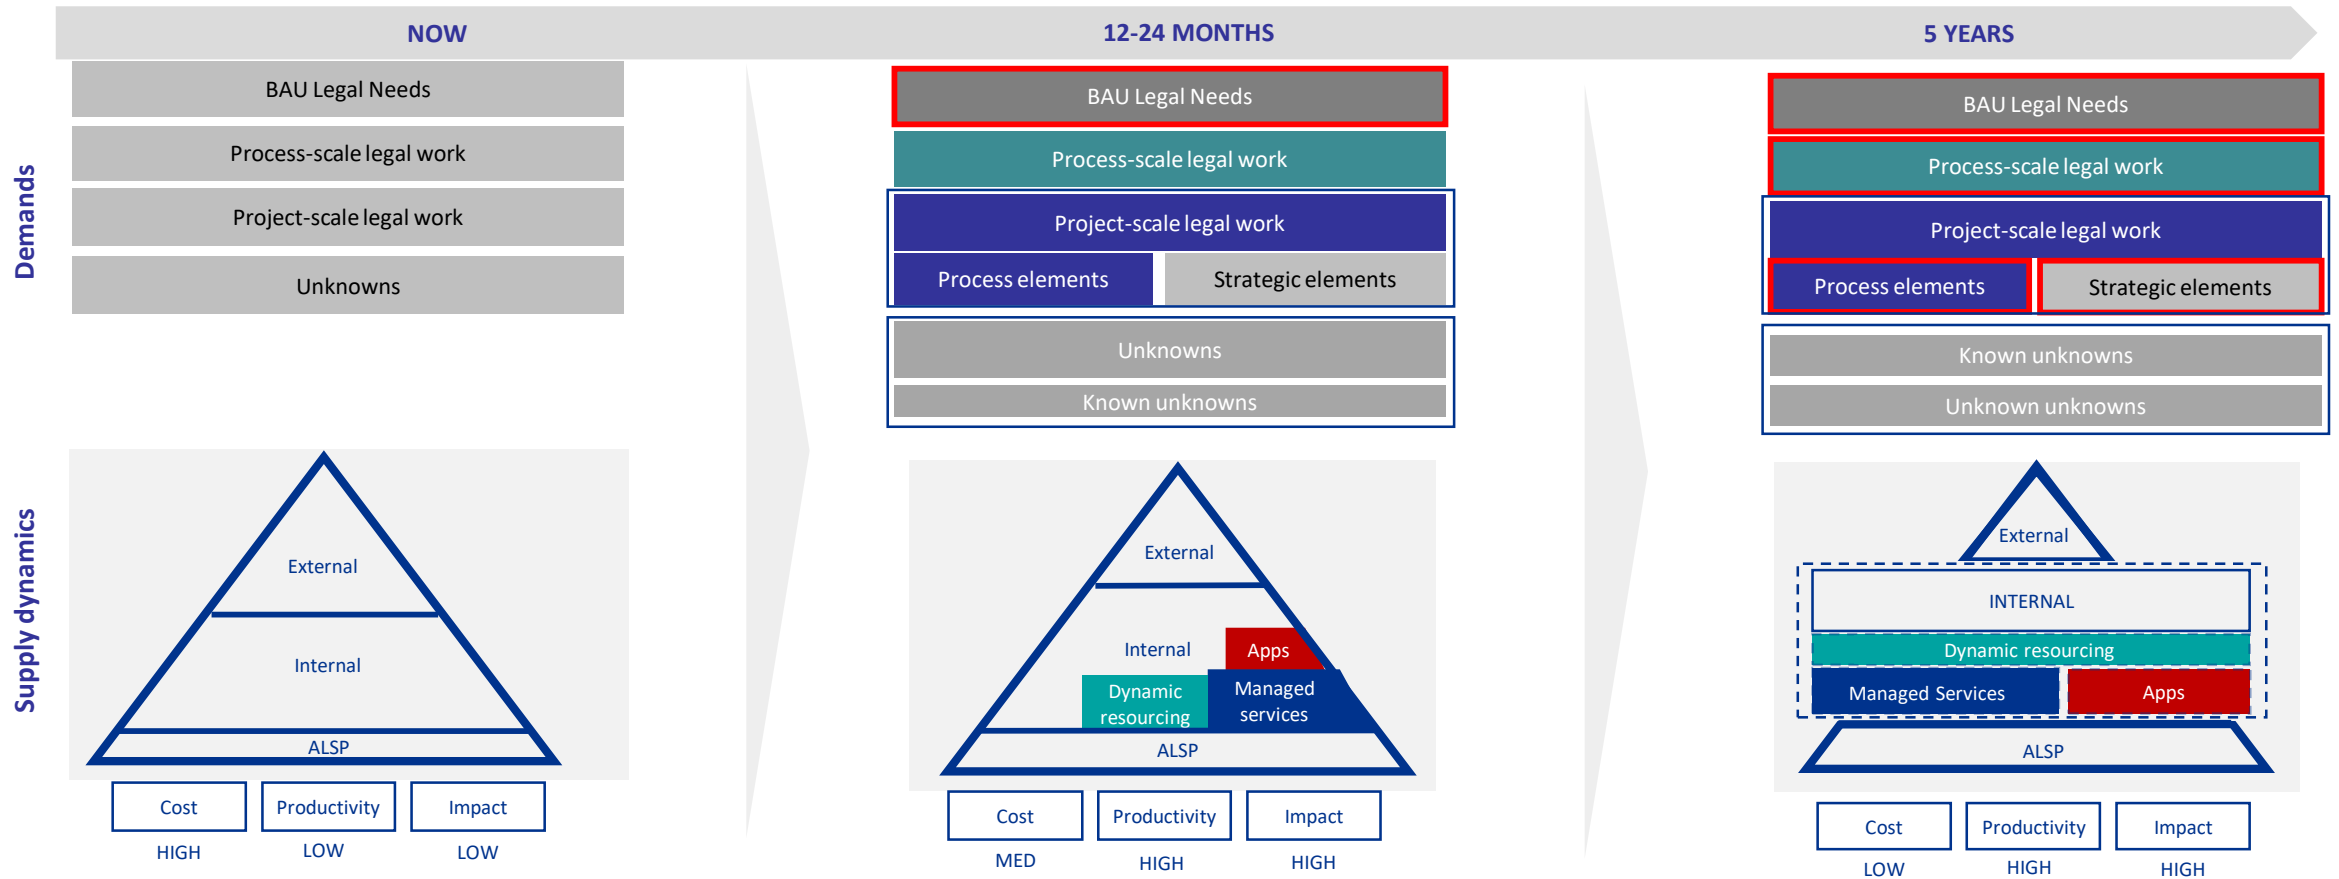 NOW
12-24 MONTHS
5 YEARS
Demands
BAU Legal Needs
Process-scale legal work
Project-scale legal work
Unknowns
BAU Legal Needs
Process-scale legal work
Project-scale legal work
Process elements
Strategic elements
Unknowns
Known unknowns
BAU Legal Needs
Process-scale legal work
Project-scale legal work
Process elements
Strategic elements
Known unknowns
Unknown unknowns
Supply dynamics
External
Internal
ALSP
Cost
Productivity
Impact
HIGH
LOW
LOW
External
Internal
Apps
Dynamic
resourcing
Managed
services
ALSP
Cost
Productivity
Impact
MED
HIGH
HIGH
External
INTERNAL
Dynamic resourcing
Managed Services
Apps
ALSP
Cost
Productivity
Impact
LOW
HIGH
HIGH